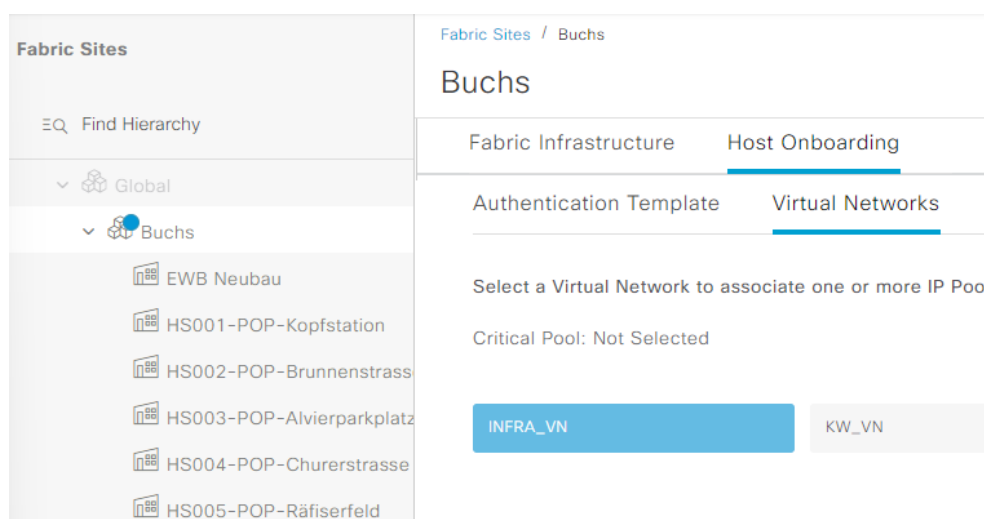 Fabric Sites
Find Hierarchy
Global
Buchs
EWB Neubau
HS001-POP-Kopfstation
HS002-POP-Brunnenstrass
HS003-POP-Alvierparkplatz
HS004-POP-Churerstrasse
HS005-POP-Räfiserfeld
Fabric Sites / Buchs
Buchs
Fabric Infrastructure Host Onboarding
Authentication Template Virtual Networks
Select a Virtual Network to associate one or more IP Poo
Critical Pool: Not Selected
INFRA_VN KW_VN